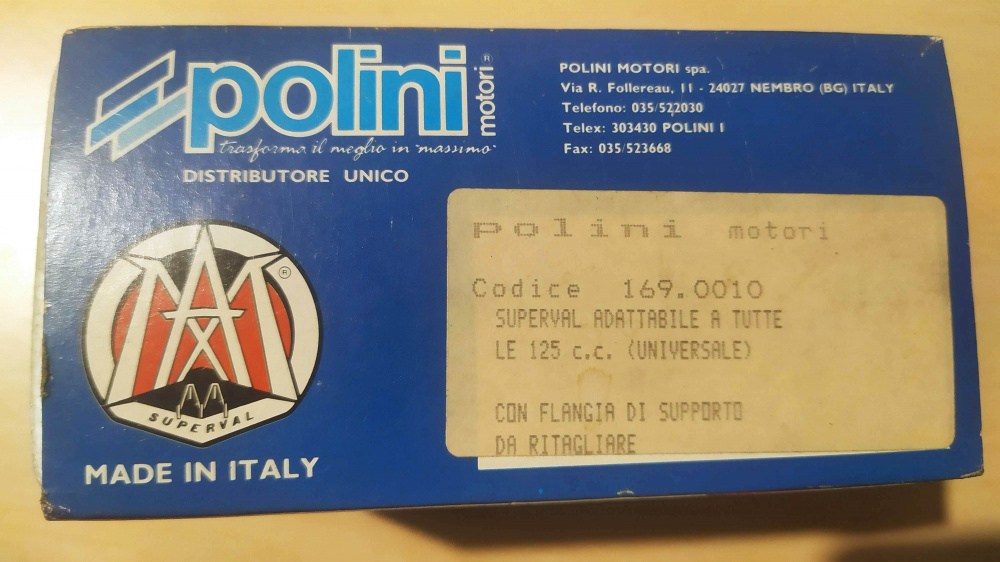 polini motori®
trasforma il meglio in "massimo"
DISTRIBUTORE UNICO
POLINI MOTORI spa.
Via R. Follereau, 11 - 24027 NEMBRO (BG) ITALY
Telefono: 035/522030
Telex: 303430 POLINI I
Fax: 035/523668
polini motori
Codice 169.0010
SUPERVAL ADATTABILE A TUTTE
LE 125 c.c. (UNIVERSALE)
CON FLANGIA DI SUPPORTO
DA RITAGLIARE
MAX
®
SUPERVAL
MADE IN ITALY